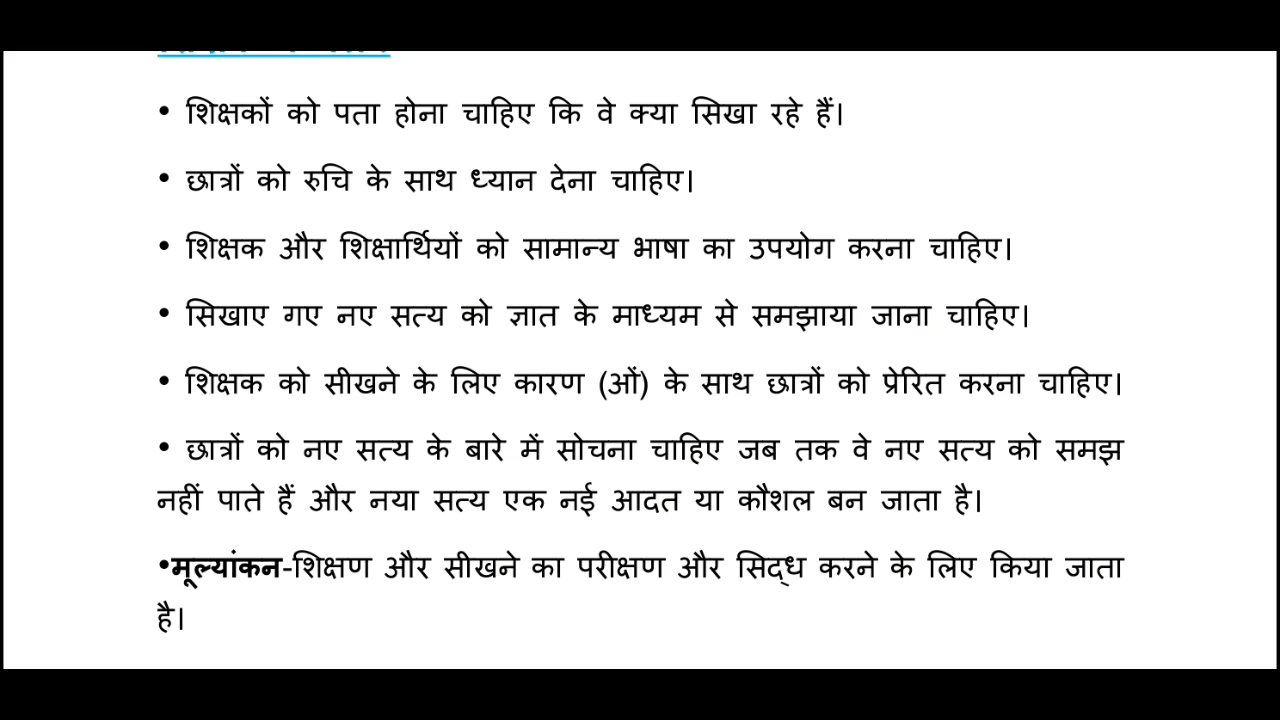 • शिक्षकों को पता होना चाहिए कि वे क्या सिखा रहे हैं।
• छात्रों को रुचि के साथ ध्यान देना चाहिए।
• शिक्षक और शिक्षार्थियों को सामान्य भाषा का उपयोग करना चाहिए।
• सिखाए गए नए सत्य को ज्ञात के माध्यम से समझाया जाना चाहिए।
• शिक्षक को सीखने के लिए कारण (ओं) के साथ छात्रों को प्रेरित करना चाहिए।
• छात्रों को नए सत्य के बारे में सोचना चाहिए जब तक वे नए सत्य को समझ
नहीं पाते हैं और नया सत्य एक नई आदत या कौशल बन जाता है।
•मूल्यांकन-शिक्षण और सीखने का परीक्षण और सिद्ध करने के लिए किया जाता
है।